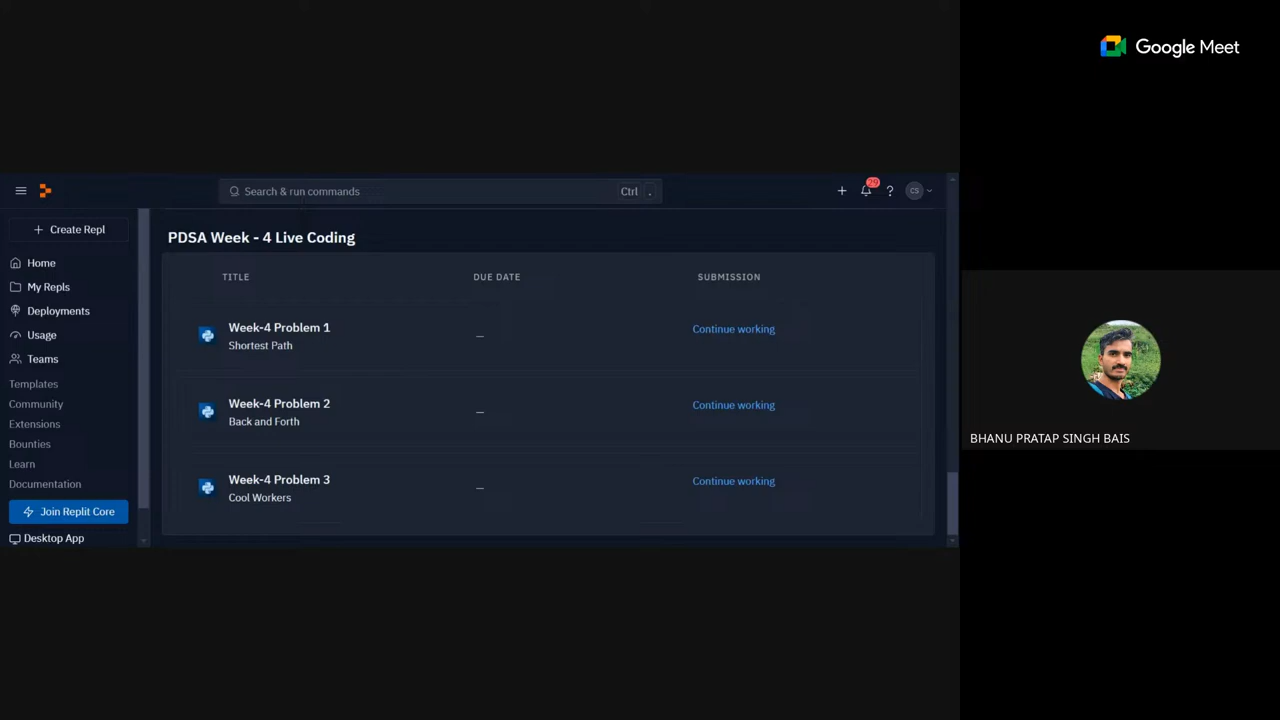 Google Meet
Search & run commands
Ctrl .
29
CS
Create Repl
Home
My Repls
Deployments
Usage
Teams
Templates
Community
Extensions
Bounties
Learn
Documentation
Join Replit Core
Desktop App
PDSA Week - 4 Live Coding
TITLE DUE DATE SUBMISSION
Week-4 Problem 1
Shortest Path
— Continue working
Week-4 Problem 2
Back and Forth
— Continue working
Week-4 Problem 3
Cool Workers
— Continue working
BHANU PRATAP SINGH BAIS